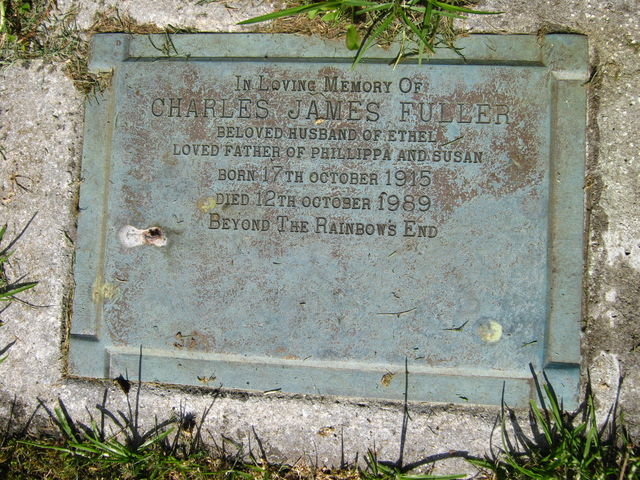 In Loving Memory Of
CHARLES JAMES FULLER
BELOVED HUSBAND OF ETHEL
LOVED FATHER OF PHILLIPPA AND SUSAN
BORN 17TH OCTOBER 1915
DIED 12TH OCTOBER 1989
Beyond The Rainbows End